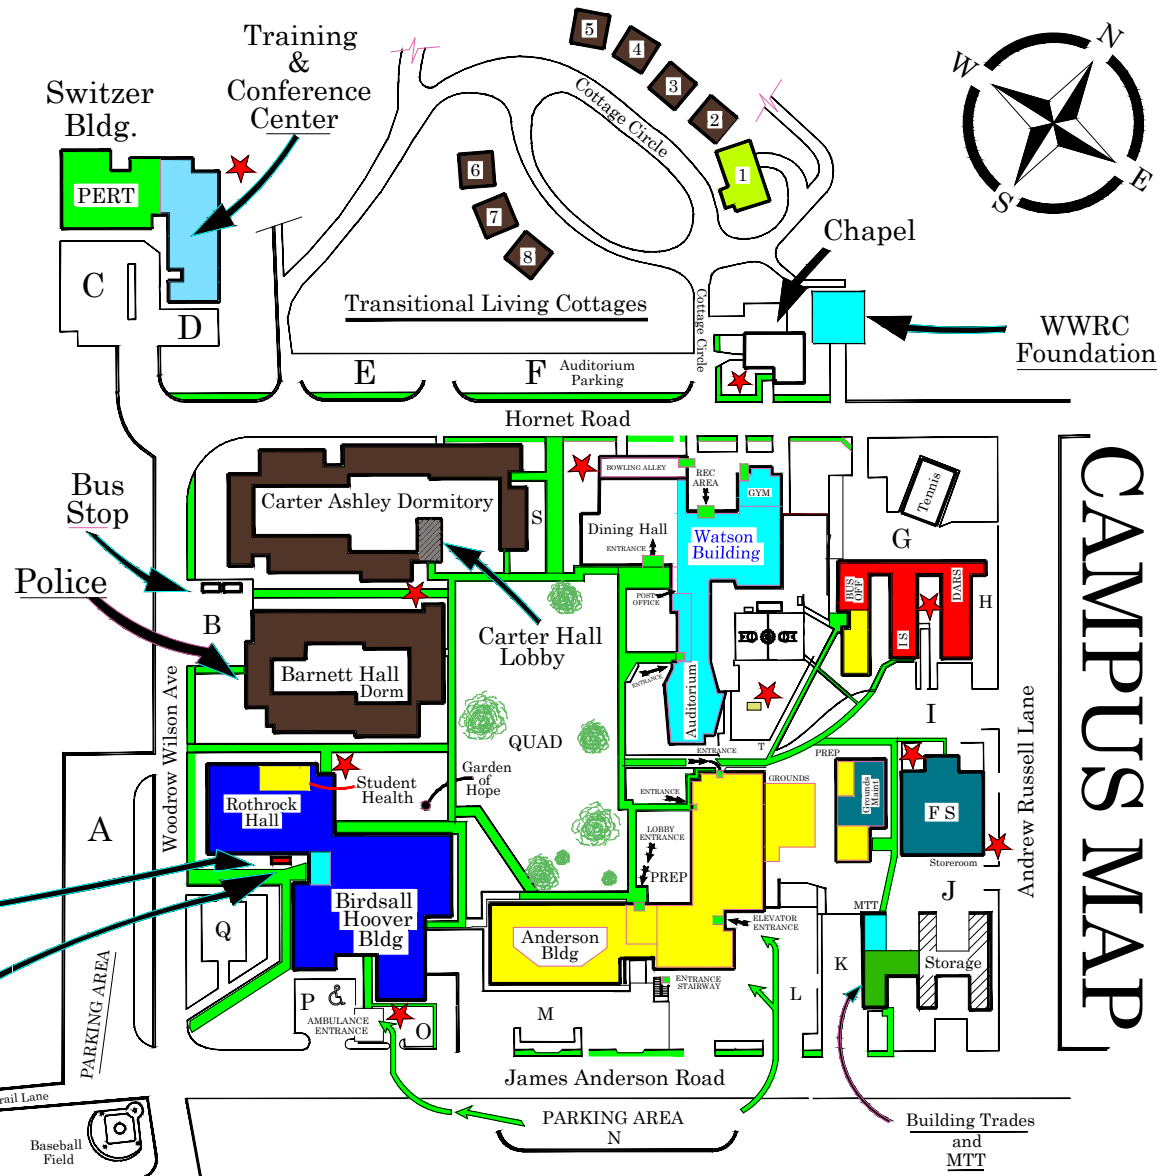 5
4
3
2
1
6
7
8
Training
&
Conference
Center
Switzer
Bldg.
PERT
Cottage Circle
N
W
E
S
Chapel
C
D
Transitional Living Cottages
Cottage Circle
WWRC
Foundation
E
F
Auditorium
Parking
Hornet Road
Bus
Stop
Carter Ashley Dormitory
S
BOWLING ALLEY
REC
AREA
GYM
Dining Hall
ENTRANCE
Watson
Building
Tennis
G
CAMPUS MAP
Police
B
POST
OFFICE
BUS
OFF
IS
DARS
H
Carter Hall
Lobby
Barnett Hall
Dorm
Woodrow Wilson Ave
ENTRANCE
Auditorium
I
Andrew Russell Lane
QUAD
T
ENTRANCE
PREP
Garden
of
Hope
Student
Health
Rothrock
Hall
ENTRANCE
GROUNDS
Grounds
Maint
FS
A
LOBBY
ENTRANCE
PREP
Storeroom
J
Birdsall
Hoover
Bldg
Q
Anderson
Bldg
ELEVATOR
ENTRANCE
MTT
K
Storage
PARKING AREA
P
AMBULANCE
ENTRANCE
O
ENTRANCE
STAIRWAY
M
L
James Anderson Road
rail Lane
PARKING AREA
N
Baseball
Field
Building Trades
and
MTT